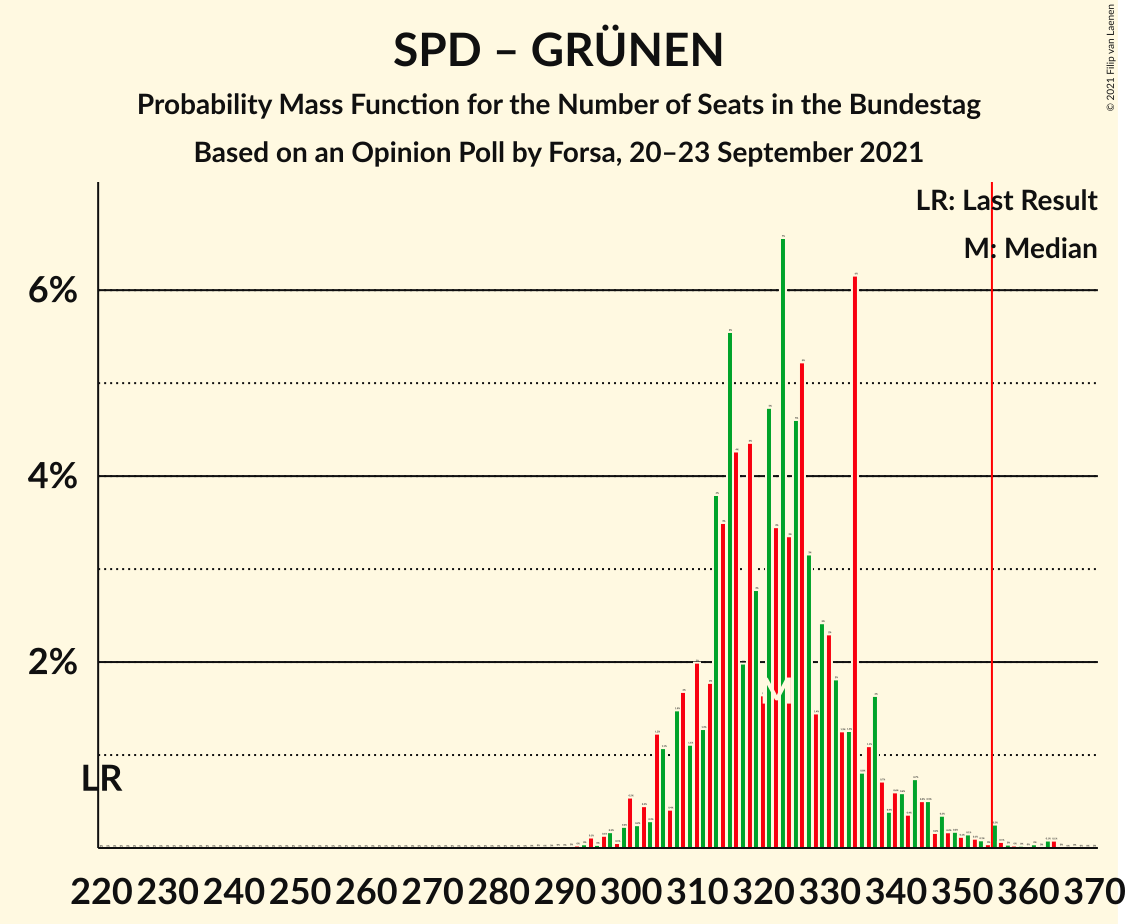 SPD – GRÜNEN
Probability Mass Function for the Number of Seats in the Bundestag
Based on an Opinion Poll by Forsa, 20–23 September 2021
© 2021 Filip van Laenen
LR: Last Result
M: Median
6%
4%
2%
M
LR
220 230 240 250 260 270 280 290 300 310 320 330 340 350 360 370